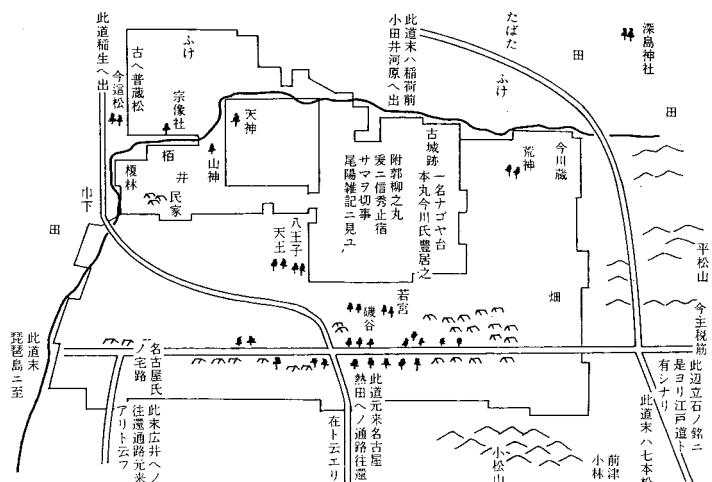 深島神社
田
田
たばた
ふけ
此道末ハ稲荷前
小田井河原へ出
ふけ
古へ普蔵松
今逗松
此道稲生へ出
宗像社
天神
山神
栢
井
榎林
民家
巾下
田
今川蔵
荒神
古城跡
一名ナゴヤ台
本丸今川氏豊居之
附郭柳之丸
爰ニ信秀止宿
サマヲ切事
尾陽雑記ニ見ユ
八王子
天王
若宮
磯谷
畑
平松山
今主税筋
此辺立石ノ銘ニ
是ヨリ江戸道ト
有シナリ
此道末ハ七本松
前津
小林
小松山
此道元来名古屋
熱田ヘノ通路往還
在ト云エリ
名古屋氏
ノ宅路
此末広井ヘノ
往還通路元来
アリト云フ
此道末
琵琶島ニ至